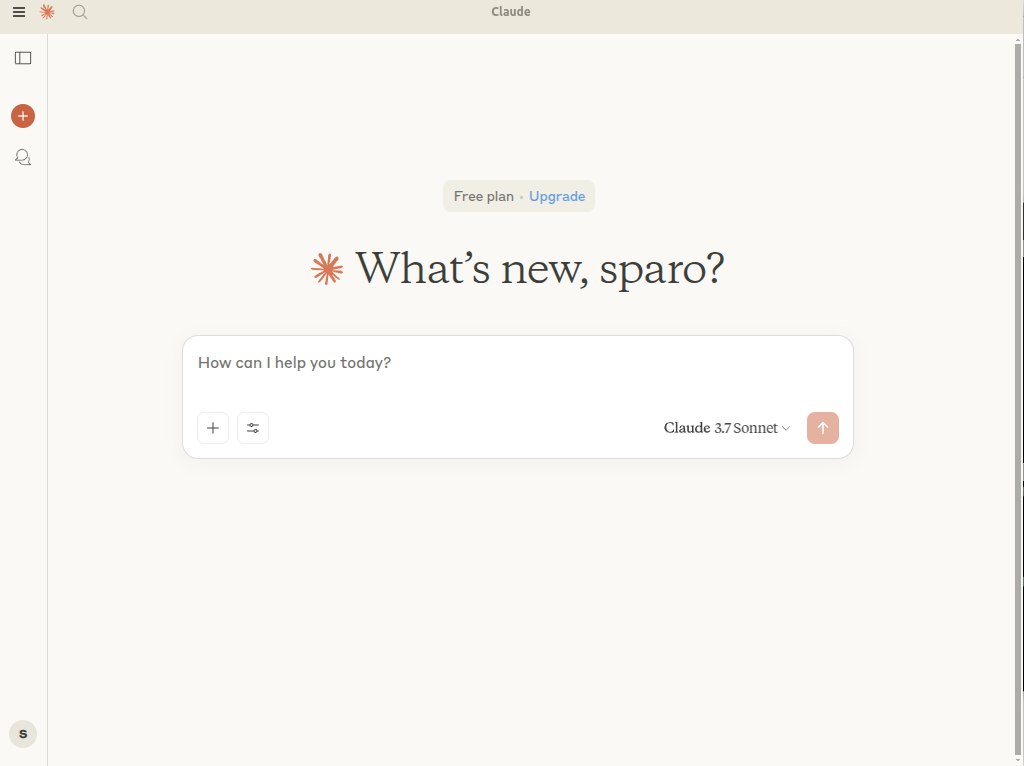 Claude
Free plan • Upgrade
What's new, sparo?
How can I help you today?
Claude 3.7 Sonnet
S